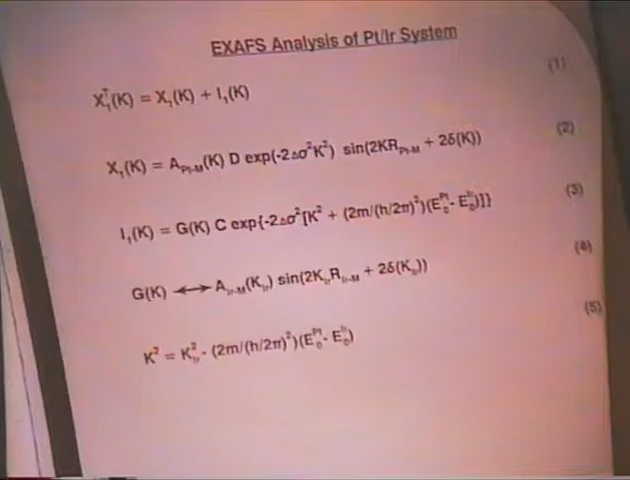 EXAFS Analysis of Pt/Ir System
X₁ᵀ(K) = X₁(K) + I₁(K) (1)
X₁(K) = A_Pt-M(K) D exp(-2Δσ²K²) sin(2KR_Pt-M + 2δ(K)) (2)
I₁(K) = G(K) C exp{-2Δσ²[K² + (2m/(h/2π)²)(E₀^Pt - E₀^Ir)]} (3)
G(K) ⟷ A_Ir-M(K_Ir) sin(2K_Ir R_Ir-M + 2δ(K_Ir)) (4)
K² = K²_Ir - (2m/(h/2π)²)(E₀^Pt - E₀^Ir) (5)